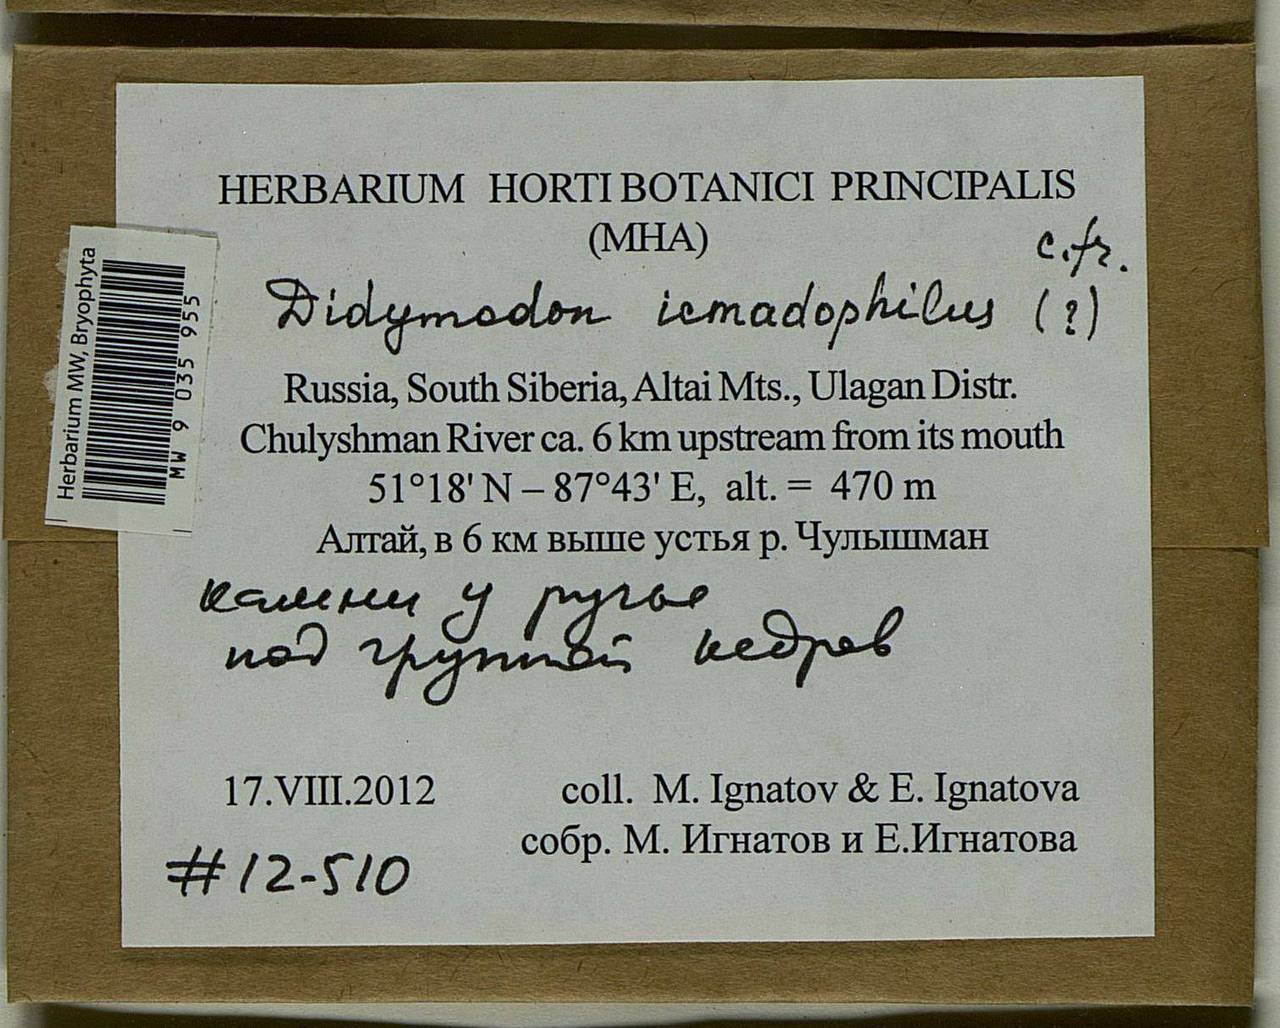 HERBARIUM HORTI BOTANICI PRINCIPALIS
(MHA)
c.fr.
Didymodon icmadophilus (?)
Russia, South Siberia, Altai Mts., Ulagan Distr.
Chulyshman River ca. 6 km upstream from its mouth
51°18' N – 87°43' E, alt. = 470 m
Алтай, в 6 км выше устья р. Чулышман
камни у ручья
под группой кедров
17.VIII.2012
coll. M. Ignatov & E. Ignatova
собр. М. Игнатов и Е.Игнатова
#12-510
Herbarium MW, Bryophyta
MW 9 035 955